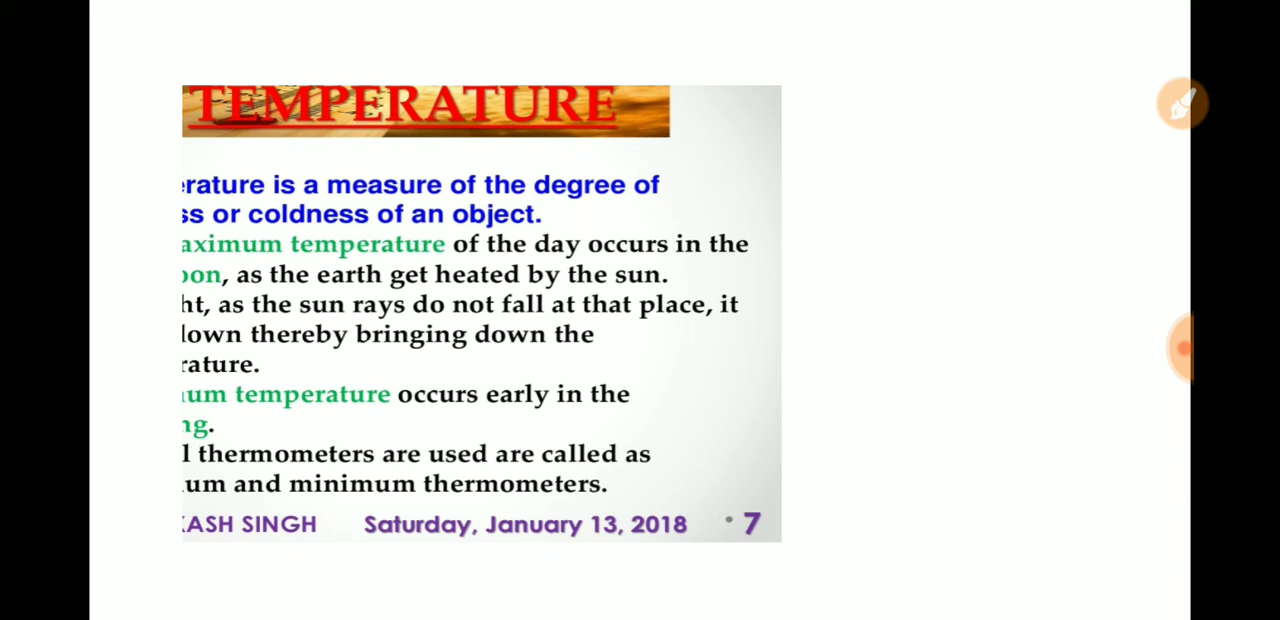 TEMPERATURE
erature is a measure of the degree of
ss or coldness of an object.
aximum temperature of the day occurs in the
oon, as the earth get heated by the sun.
ht, as the sun rays do not fall at that place, it
down thereby bringing down the
rature.
um temperature occurs early in the
ng.
l thermometers are used are called as
um and minimum thermometers.
KASH SINGH Saturday, January 13, 2018 • 7